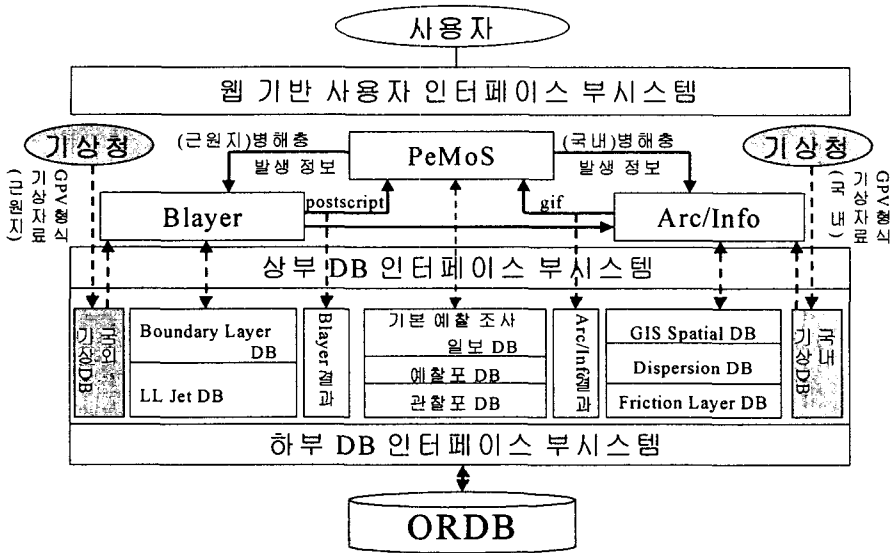 사용자
웹 기반 사용자 인터페이스 부시스템
기상청
(근원지)병해충
발생 정보
PeMoS
(국내)병해충
발생 정보
기상청
GPV형식
기상자료
(근원지)
Blayer
postscript
gif
Arc/Info
GPV형식
기상자료
(국 내)
상부 DB 인터페이스 부시스템
국외
기상DB
Boundary Layer
DB
LL Jet DB
Blayer결과
기본 예찰 조사
일보 DB
예찰포 DB
관찰포 DB
Arc/Info결과
GIS Spatial DB
Dispersion DB
Friction Layer DB
국내
기상DB
하부 DB 인터페이스 부시스템
ORDB